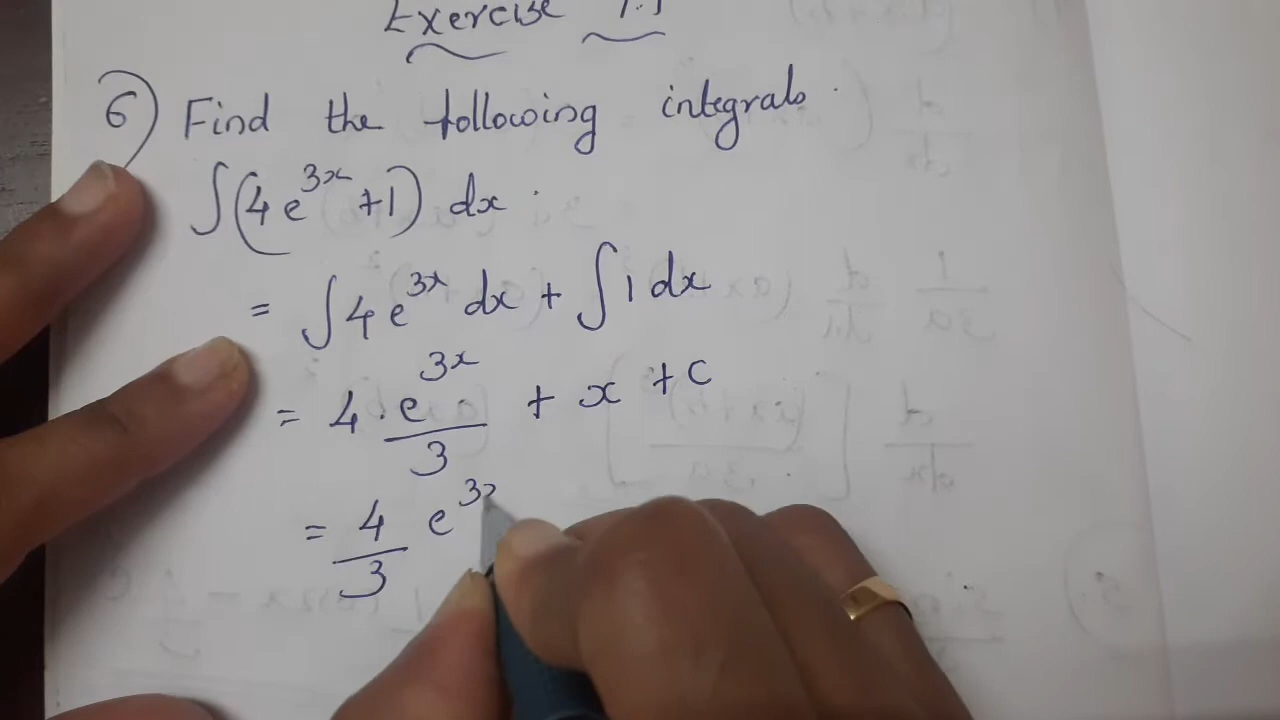 Exercise 7.1
6) Find the following integrals.
∫(4e^{3x} + 1) dx.
= ∫4e^{3x} dx + ∫1 dx
= 4 · e^{3x}/3 + x + c
= 4/3 e^{3x}